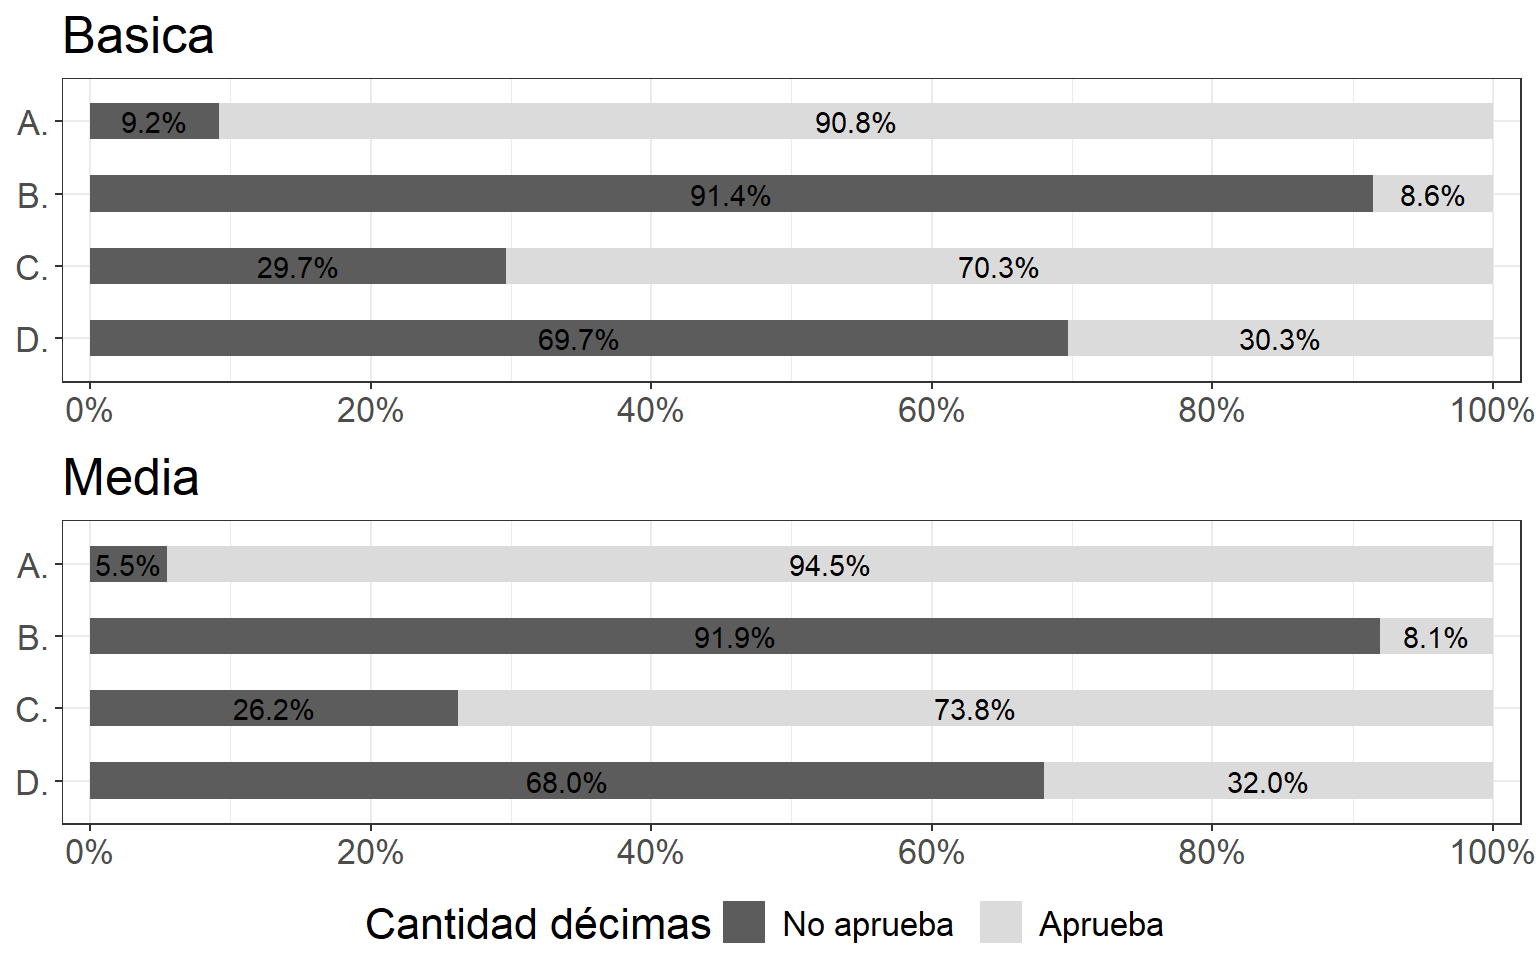 Basica
A. 9.2% 90.8%
B. 91.4% 8.6%
C. 29.7% 70.3%
D. 69.7% 30.3%
0% 20% 40% 60% 80% 100%
Media
A. 5.5% 94.5%
B. 91.9% 8.1%
C. 26.2% 73.8%
D. 68.0% 32.0%
0% 20% 40% 60% 80% 100%
Cantidad décimas No aprueba Aprueba